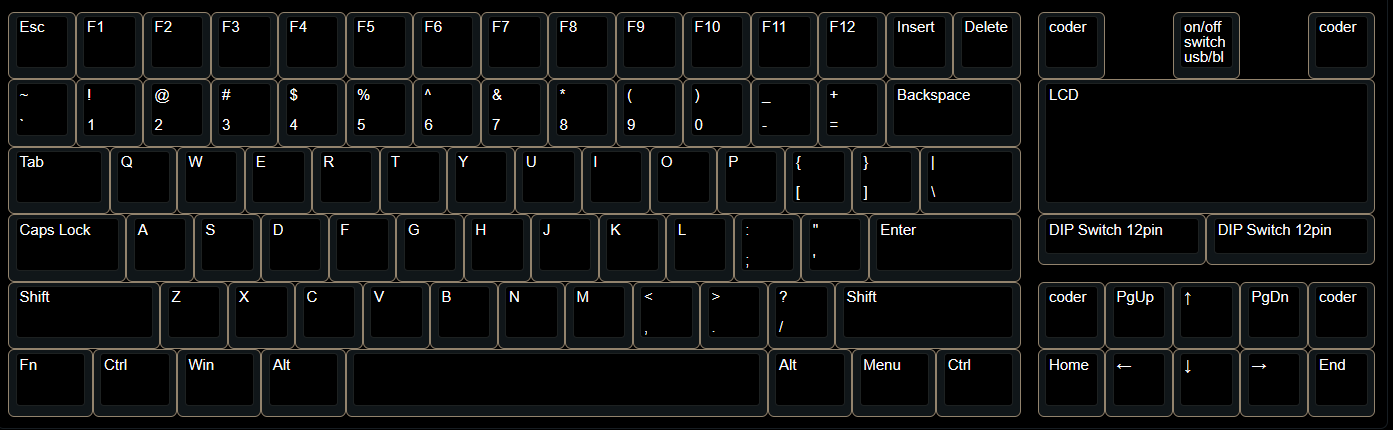 Esc F1 F2 F3 F4 F5 F6 F7 F8 F9 F10 F11 F12 Insert Delete coder on/off coder
switch
usb/bl
~ ! @ # $ % ^ & * ( ) _ + Backspace LCD
` 1 2 3 4 5 6 7 8 9 0 - =
Tab Q W E R T Y U I O P { } |
[ ] \
Caps Lock A S D F G H J K L : " Enter DIP Switch 12pin DIP Switch 12pin
; '
Shift Z X C V B N M < > ? Shift coder PgUp ↑ PgDn coder
, . /
Fn Ctrl Win Alt Alt Menu Ctrl Home ← ↓ → End